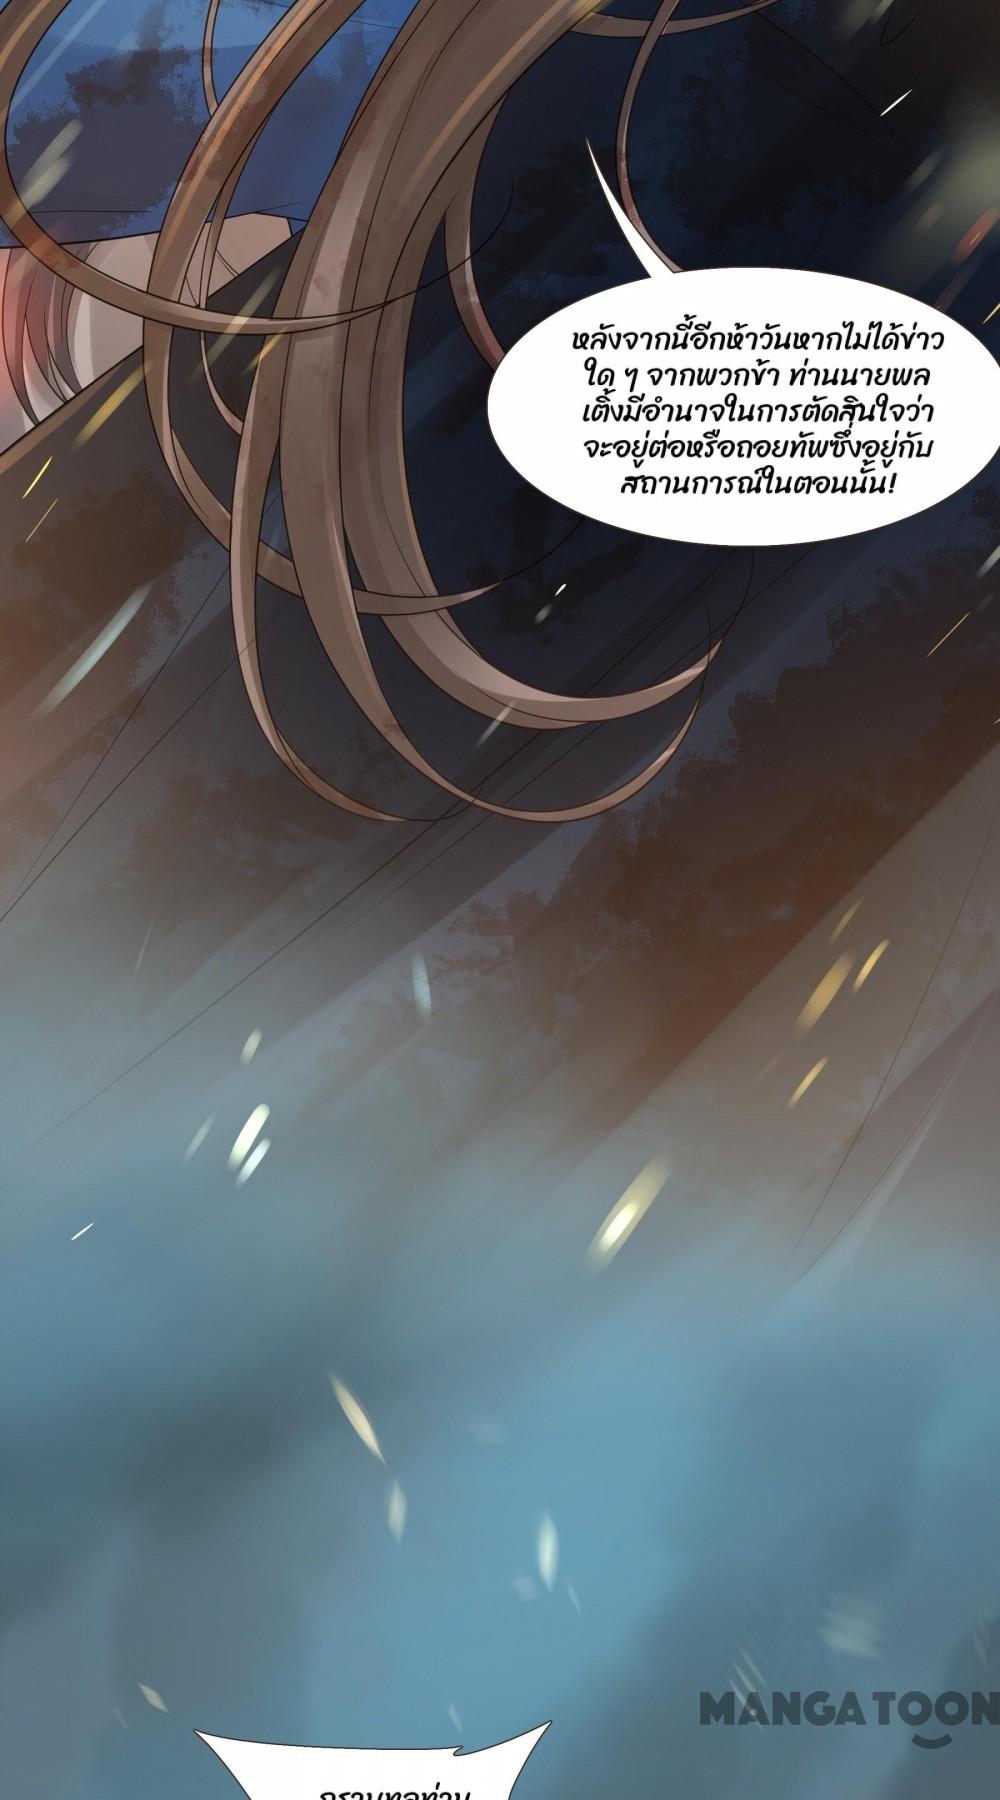 หลังจากนี้อีกห้าวันหากไม่ได้ข่าว
ใด ๆ จากพวกข้า ท่านนายพล
เติ้งมีอำนาจในการตัดสินใจว่า
จะอยู่ต่อหรือถอยทัพซึ่งอยู่กับ
สถานการณ์ในตอนนั้น!
MANGATOON